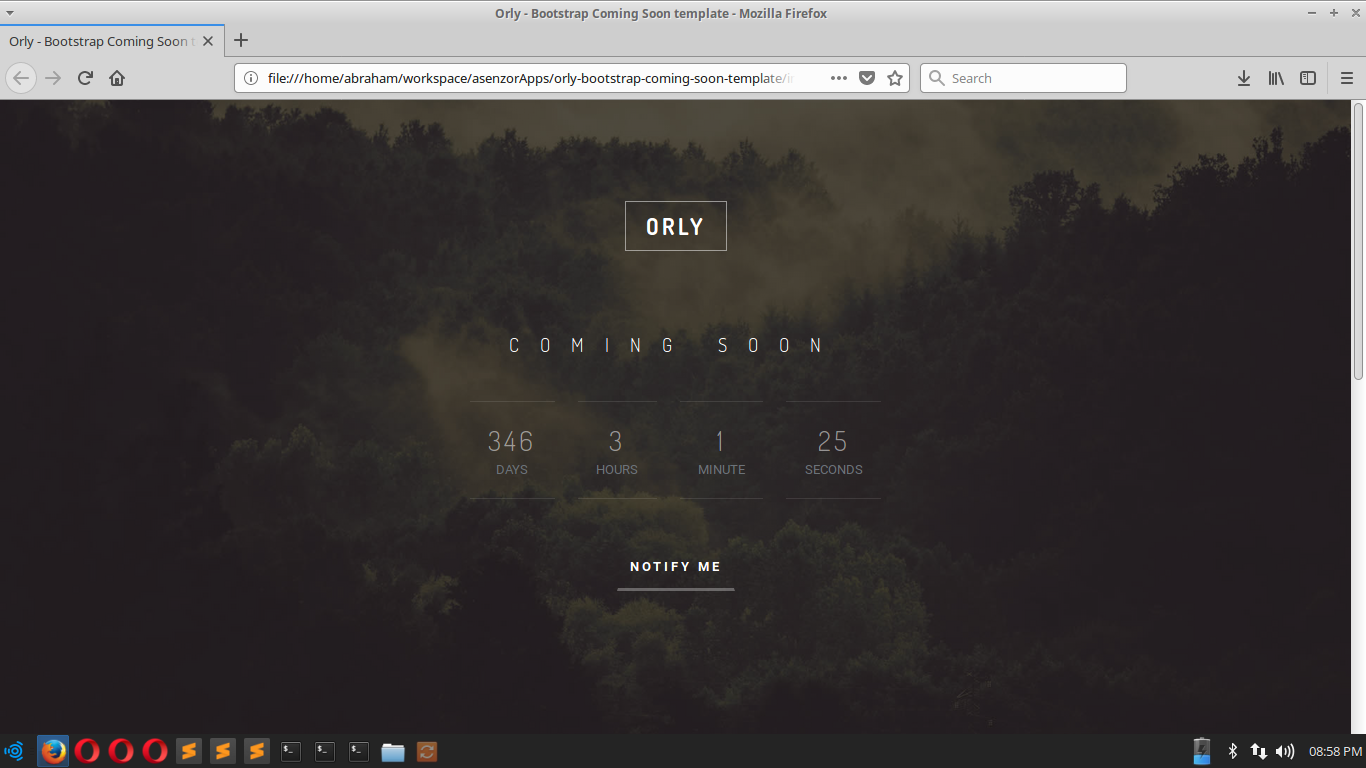 Orly - Bootstrap Coming Soon template - Mozilla Firefox
Orly - Bootstrap Coming Soon t
file:///home/abraham/workspace/asenzorApps/orly-bootstrap-coming-soon-template/in
Search
ORLY
COMING SOON
346 3 1 25
DAYS HOURS MINUTE SECONDS
NOTIFY ME
08:58 PM